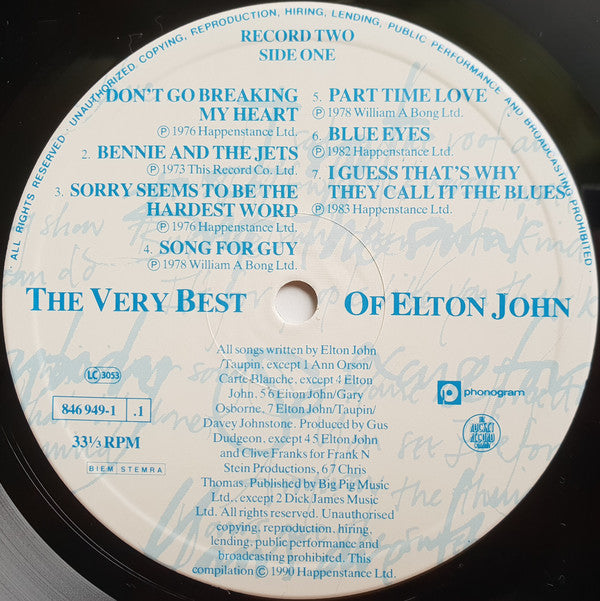 ALL RIGHTS RESERVED. UNAUTHORIZED COPYING, REPRODUCTION, HIRING, LENDING, PUBLIC PERFORMANCE AND BROADCASTING PROHIBITED.
RECORD TWO
SIDE ONE
DON'T GO BREAKING
MY HEART
Ⓟ 1976 Happenstance Ltd.
2. BENNIE AND THE JETS
Ⓟ 1973 This Record Co. Ltd.
3. SORRY SEEMS TO BE THE
HARDEST WORD
Ⓟ 1976 Happenstance Ltd.
4. SONG FOR GUY
Ⓟ 1978 William A Bong Ltd.
5. PART TIME LOVE
Ⓟ 1978 William A Bong Ltd.
6. BLUE EYES
Ⓟ 1982 Happenstance Ltd.
7. I GUESS THAT'S WHY
THEY CALL IT THE BLUES
Ⓟ 1983 Happenstance Ltd.
THE VERY BEST OF ELTON JOHN
All songs written by Elton John
/Taupin, except 1 Ann Orson/
Carte Blanche, except 4 Elton
John, 5 6 Elton John/Gary
Osborne, 7 Elton John/Taupin/
Davey Johnstone. Produced by Gus
Dudgeon, except 4 5 Elton John
and Clive Franks for Frank N
Stein Productions, 6 7 Chris
Thomas. Published by Big Pig Music
Ltd., except 2 Dick James Music
Ltd. All rights reserved. Unauthorised
copying, reproduction, hiring,
lending, public performance and
broadcasting prohibited. This
compilation © 1990 Happenstance Ltd.
LC 3053
846 949-1 .1
33 1/3 RPM
BIEM STEMRA
phonogram
THE
ROCKET
RECORD
COMPANY